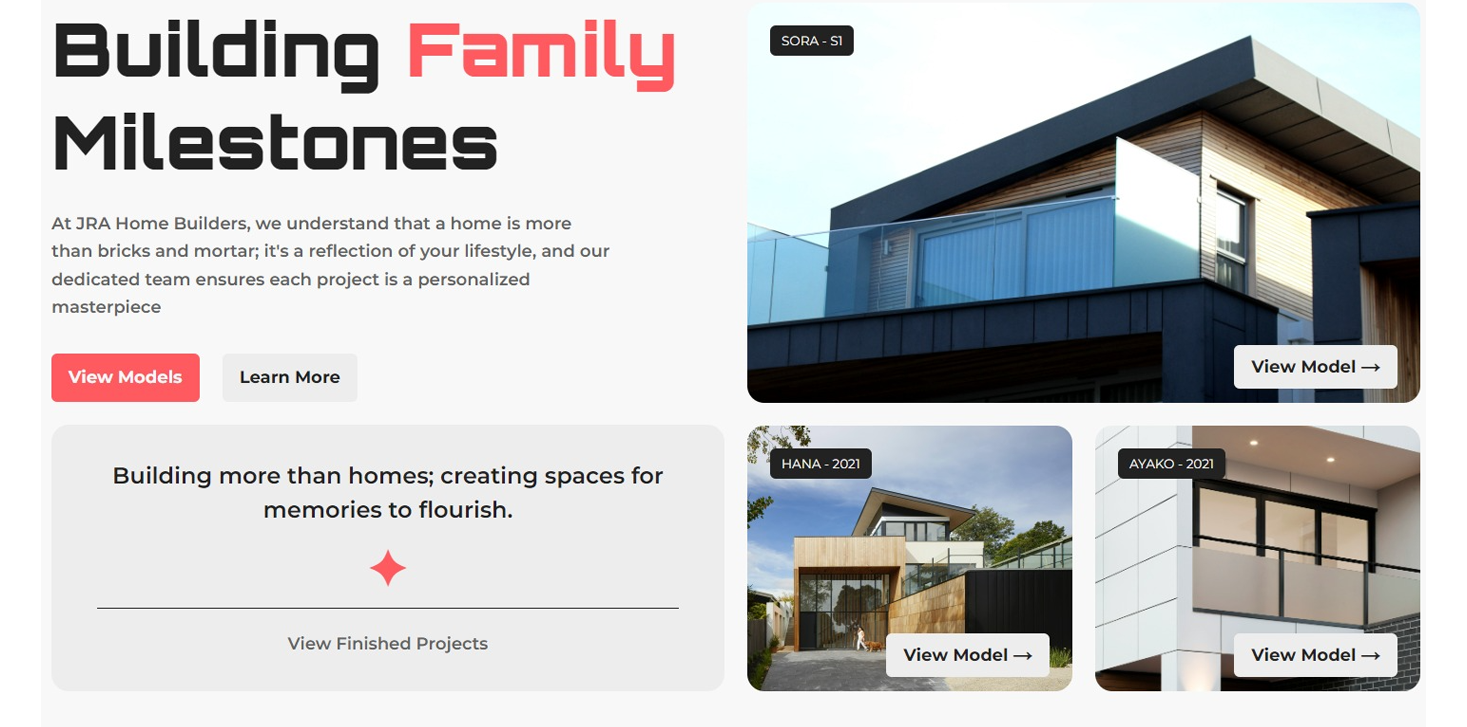 Building Family
Milestones
At JRA Home Builders, we understand that a home is more
than bricks and mortar; it's a reflection of your lifestyle, and our
dedicated team ensures each project is a personalized
masterpiece
View Models
Learn More
Building more than homes; creating spaces for
memories to flourish.
View Finished Projects
SORA - S1
View Model →
HANA - 2021
View Model →
AYAKO - 2021
View Model →